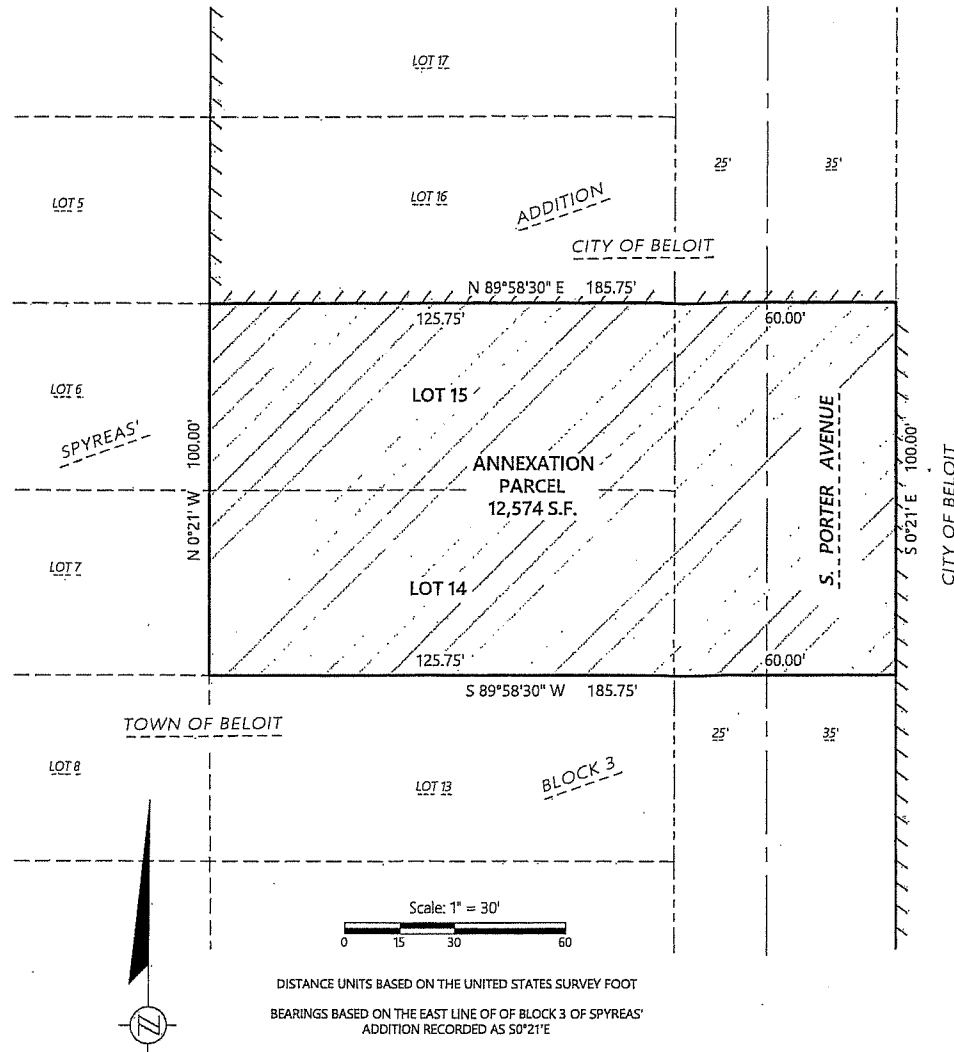 LOT 17
25'
35'
LOT 5
LOT 16
ADDITION
CITY OF BELOIT
N 89°58'30" E 185.75'
125.75'
60.00'
LOT 6
LOT 15
SPYREAS'
N 0°21' W 100.00'
ANNEXATION
PARCEL
12,574 S.F.
S. PORTER AVENUE
S 0°21' E 100.00'
CITY OF BELOIT
LOT 7
LOT 14
125.75'
60.00'
S 89°58'30" W 185.75'
TOWN OF BELOIT
25'
35'
LOT 8
LOT 13
BLOCK 3
Scale: 1" = 30'
0 15 30 60
DISTANCE UNITS BASED ON THE UNITED STATES SURVEY FOOT
BEARINGS BASED ON THE EAST LINE OF OF BLOCK 3 OF SPYREAS'
ADDITION RECORDED AS S0°21'E
N